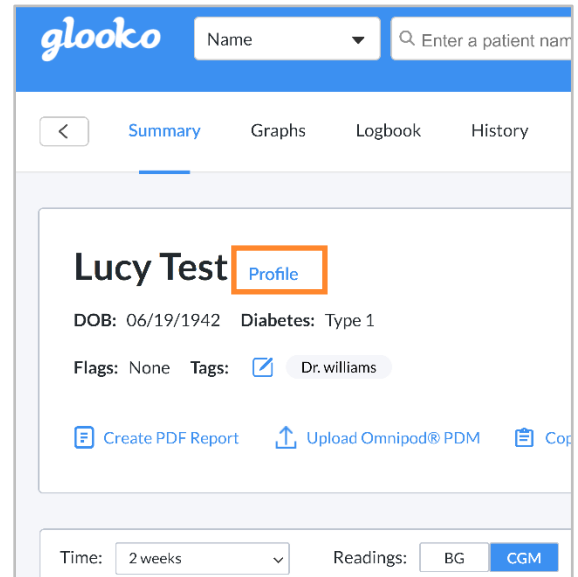 glooko Name Enter a patient nam
Summary Graphs Logbook History
Lucy Test Profile
DOB: 06/19/1942 Diabetes: Type 1
Flags: None Tags: Dr. williams
Create PDF Report Upload Omnipod® PDM Cop
Time: 2 weeks Readings: BG CGM